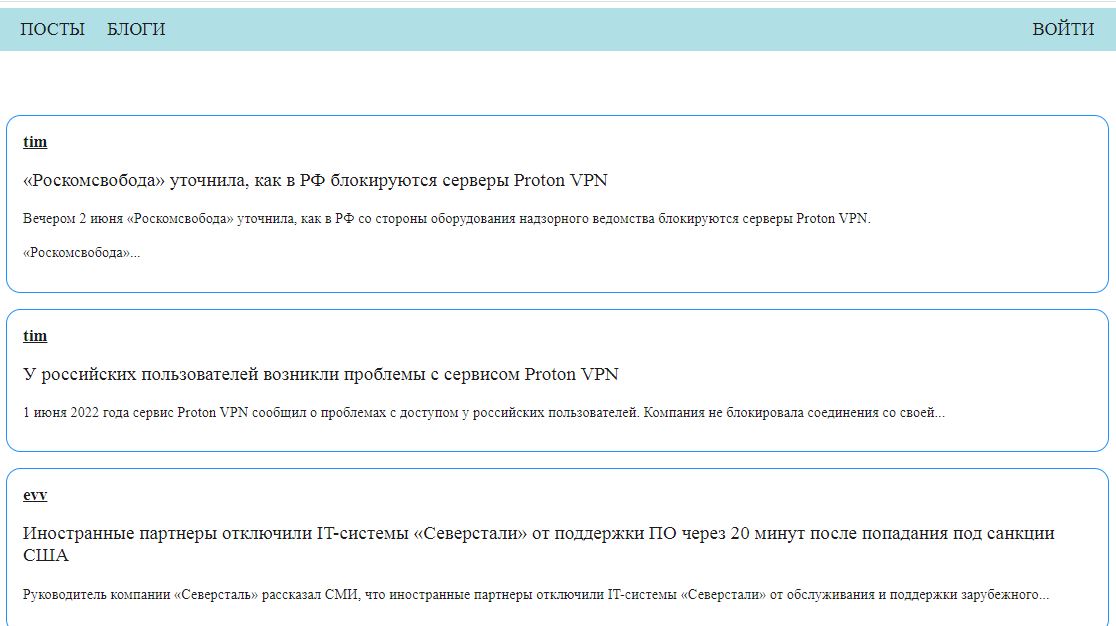 ПОСТЫ БЛОГИ ВОЙТИ
tim
«Роскомсвобода» уточнила, как в РФ блокируются серверы Proton VPN
Вечером 2 июня «Роскомсвобода» уточнила, как в РФ со стороны оборудования надзорного ведомства блокируются серверы Proton VPN.
«Роскомсвобода»...
tim
У российских пользователей возникли проблемы с сервисом Proton VPN
1 июня 2022 года сервис Proton VPN сообщил о проблемах с доступом у российских пользователей. Компания не блокировала соединения со своей...
evv
Иностранные партнеры отключили IT-системы «Северстали» от поддержки ПО через 20 минут после попадания под санкции
США
Руководитель компании «Северсталь» рассказал СМИ, что иностранные партнеры отключили IT-системы «Северстали» от обслуживания и поддержки зарубежного...